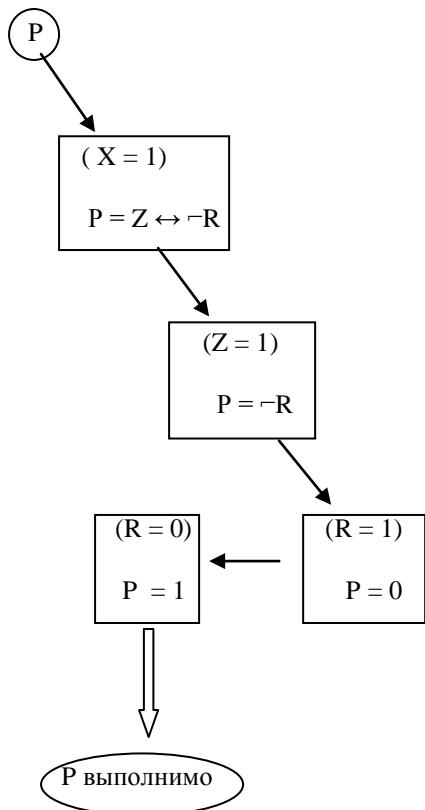 P
( X = 1)
P = Z ↔ ¬R
(Z = 1)
P = ¬R
(R = 0)
P = 1
(R = 1)
P = 0
P выполнимо